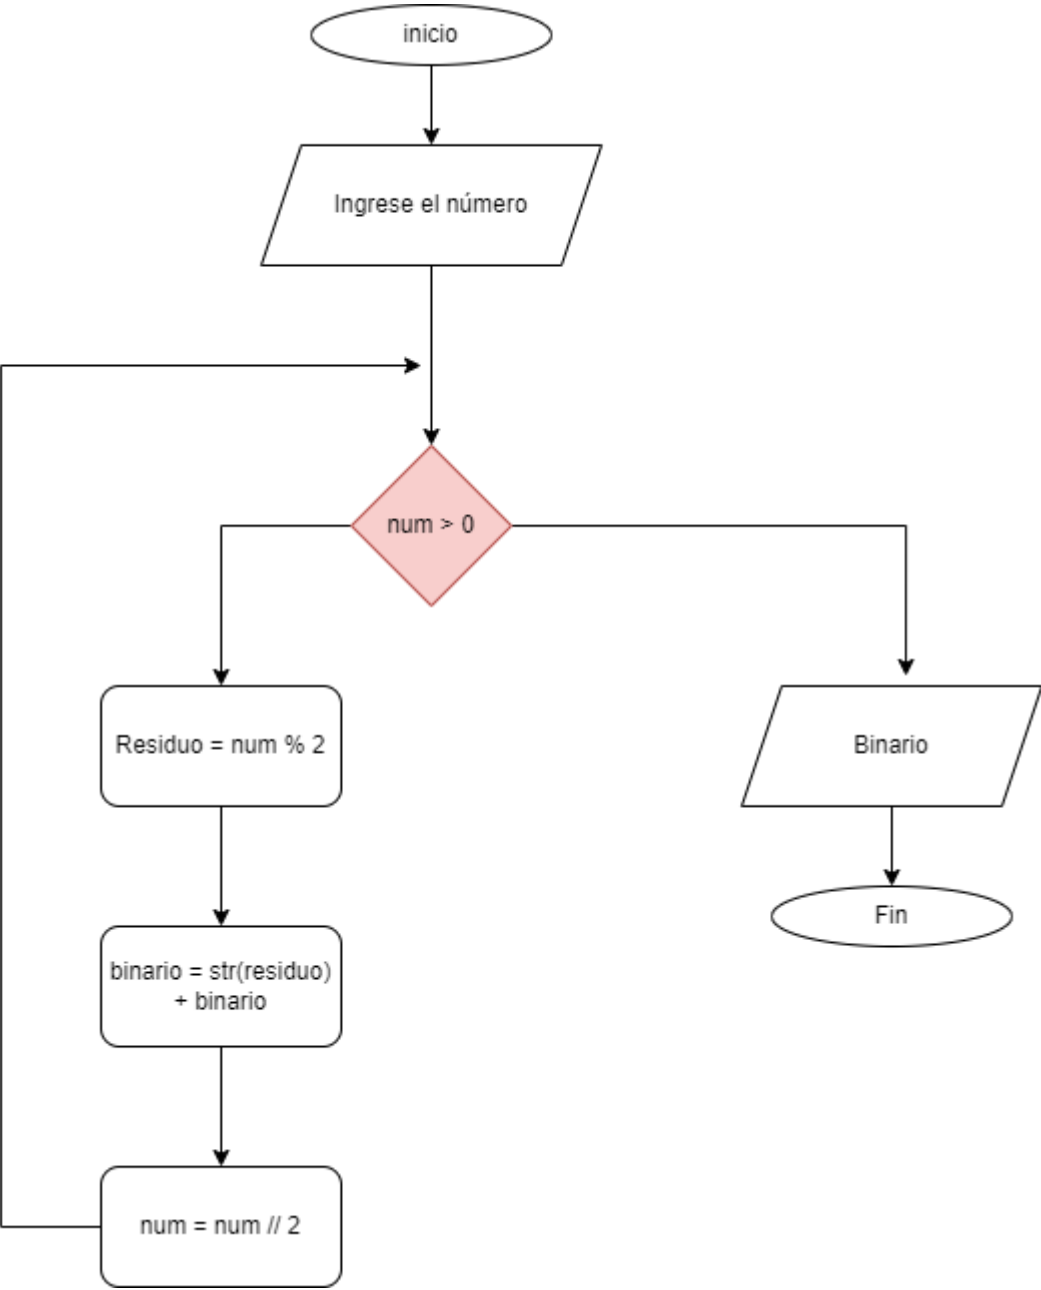 inicio
Ingrese el número
num > 0
Residuo = num % 2
Binario
Fin
binario = str(residuo)
+ binario
num = num // 2